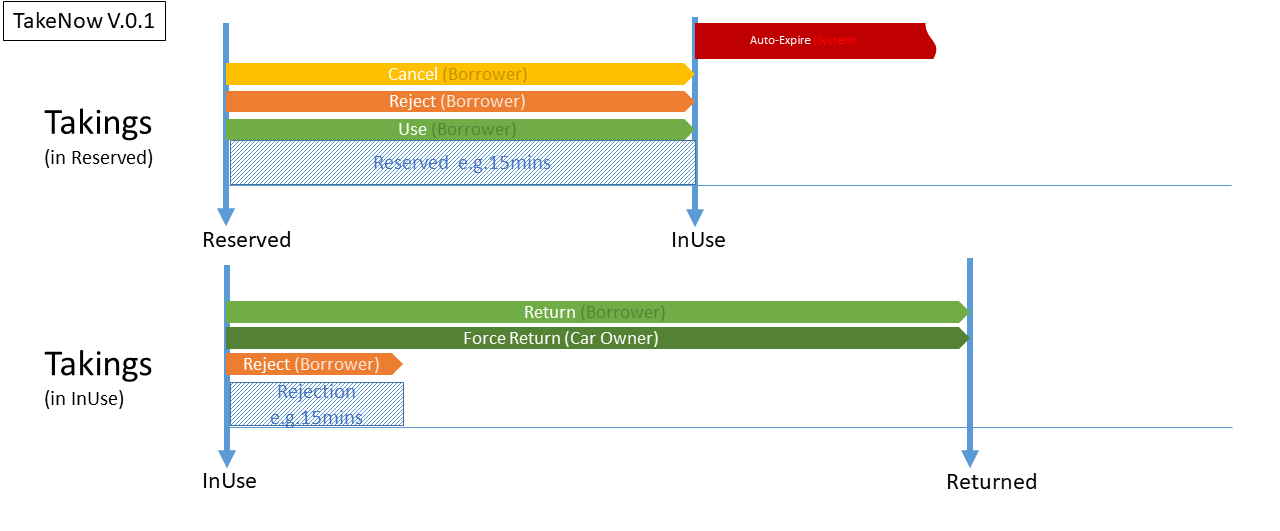 TakeNow V.0.1
Auto-Expire (System)
Cancel (Borrower)
Reject (Borrower)
Use (Borrower)
Takings
(in Reserved)
Reserved e.g.15mins
Reserved
InUse
Return (Borrower)
Force Return (Car Owner)
Takings
(in InUse)
Reject (Borrower)
Rejection
e.g.15mins
InUse
Returned